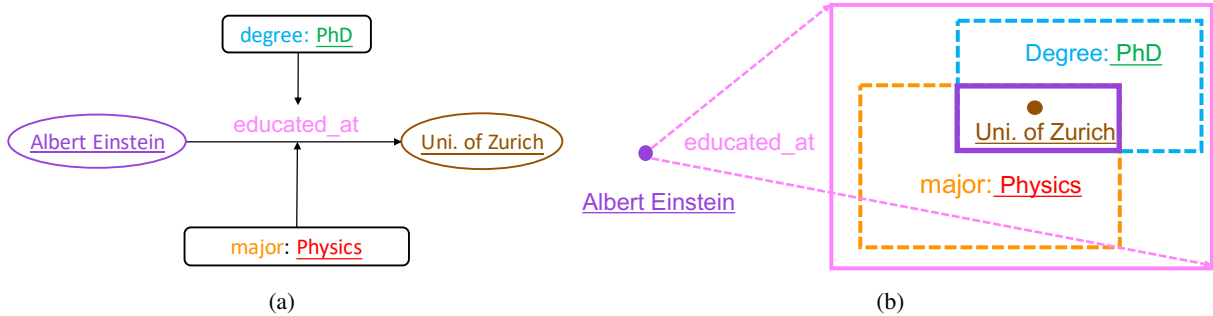 degree: PhD
educated_at
Albert Einstein
Uni. of Zurich
major: Physics
(a)
Degree: PhD
Uni. of Zurich
educated_at
major: Physics
Albert Einstein
(b)